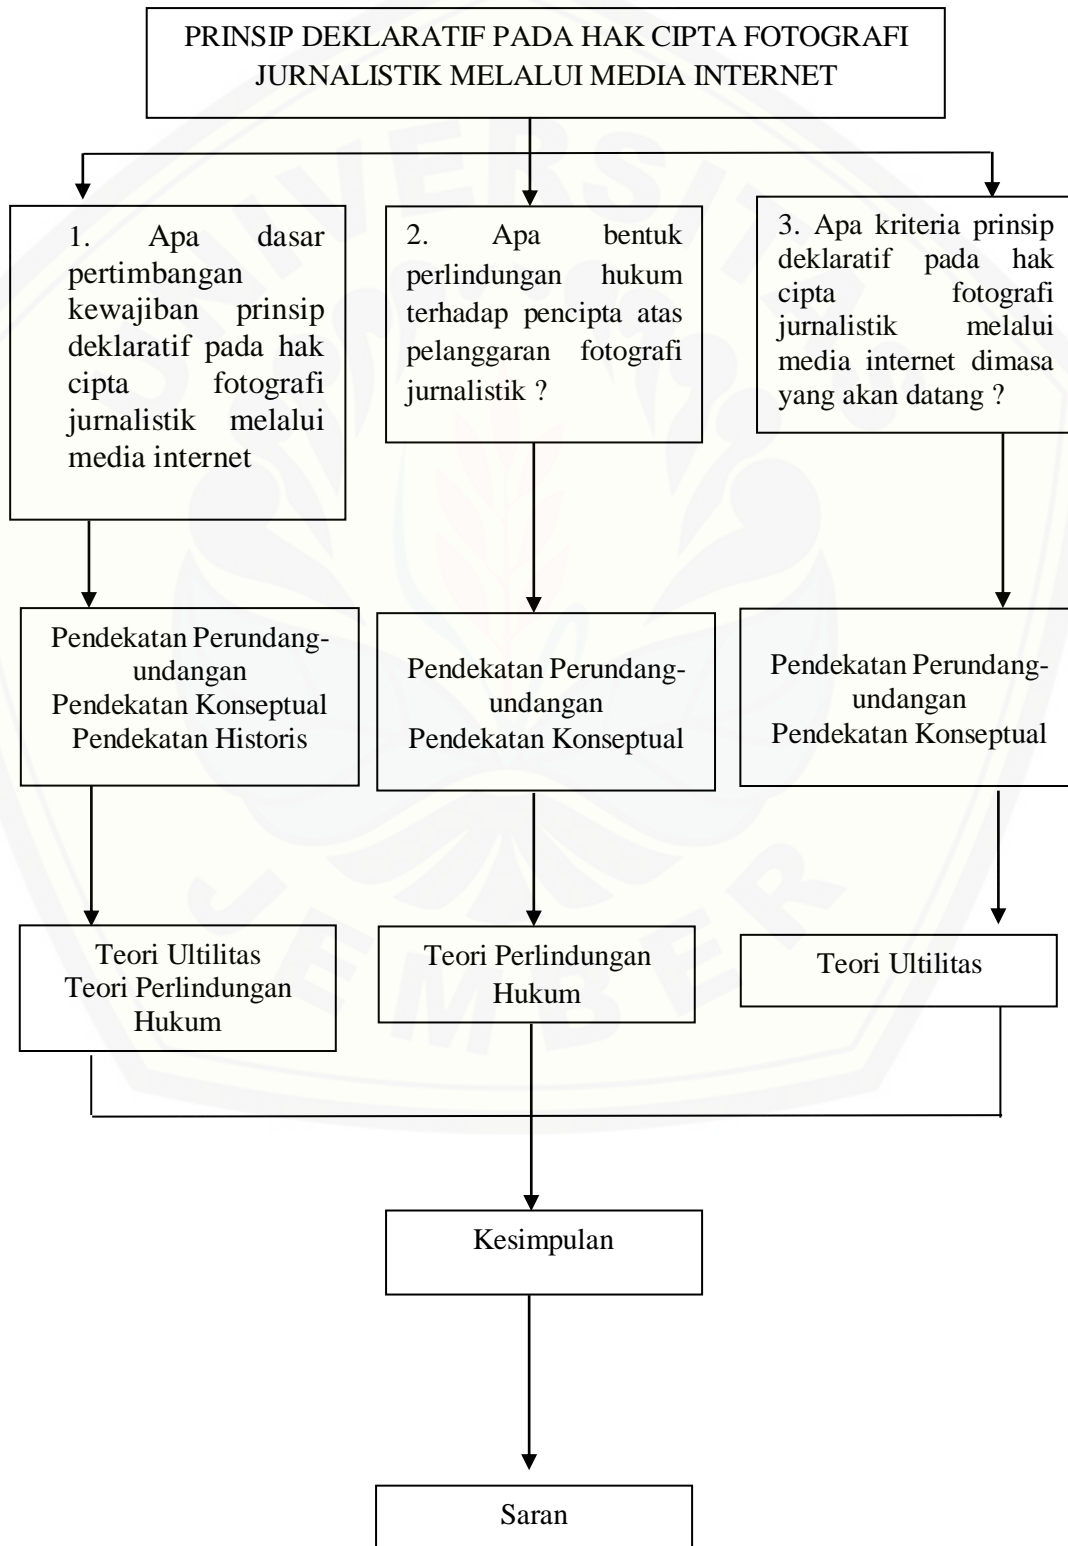 PRINSIP DEKLARATIF PADA HAK CIPTA FOTOGRAFI
JURNALISTIK MELALUI MEDIA INTERNET
1. Apa dasar
pertimbangan
kewajiban prinsip
deklaratif pada hak
cipta fotografi
jurnalistik melalui
media internet
2. Apa bentuk
perlindungan hukum
terhadap pencipta atas
pelanggaran fotografi
jurnalistik ?
3. Apa kriteria prinsip
deklaratif pada hak
cipta fotografi
jurnalistik melalui
media internet dimasa
yang akan datang ?
Pendekatan Perundang-
undangan
Pendekatan Konseptual
Pendekatan Historis
Pendekatan Perundang-
undangan
Pendekatan Konseptual
Pendekatan Perundang-
undangan
Pendekatan Konseptual
Teori Ultilitas
Teori Perlindungan
Hukum
Teori Perlindungan
Hukum
Teori Ultilitas
Kesimpulan
Saran
UNIVERSITAS
JEMBER